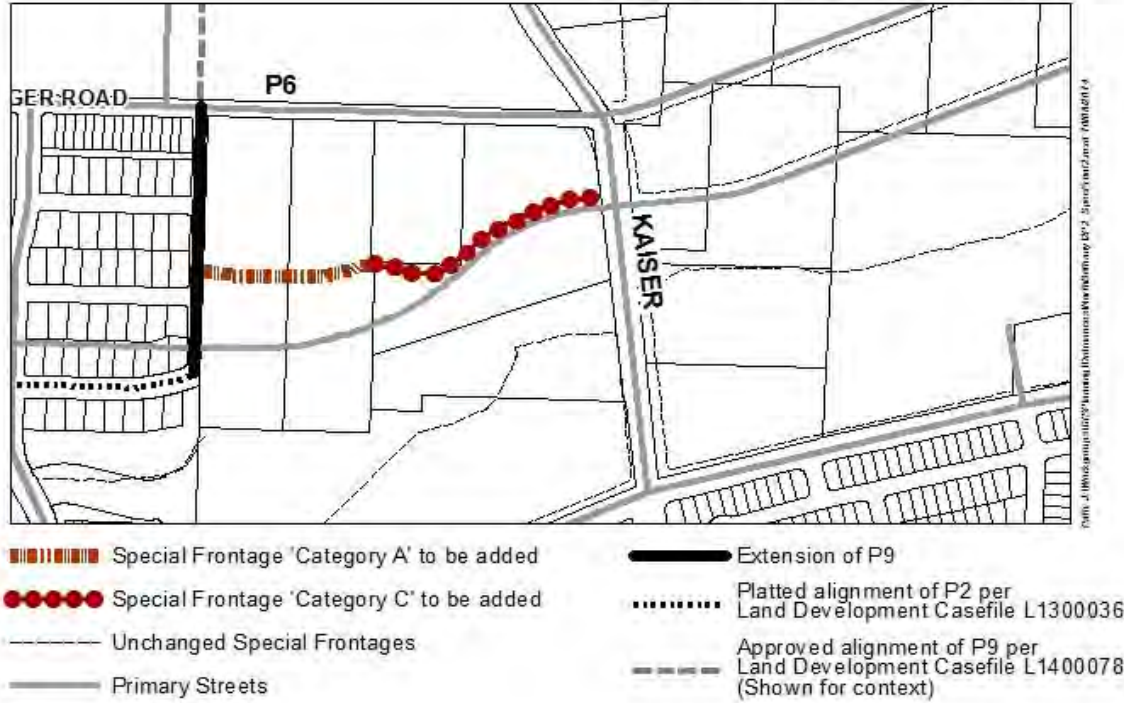 GER ROAD
P6
KAISER
Special Frontage 'Category A' to be added
Special Frontage 'Category C' to be added
Unchanged Special Frontages
Primary Streets
Extension of P9
Platted alignment of P2 per
Land Development Casefile L1300036
Approved alignment of P9 per
Land Development Casefile L1400078
(Shown for context)